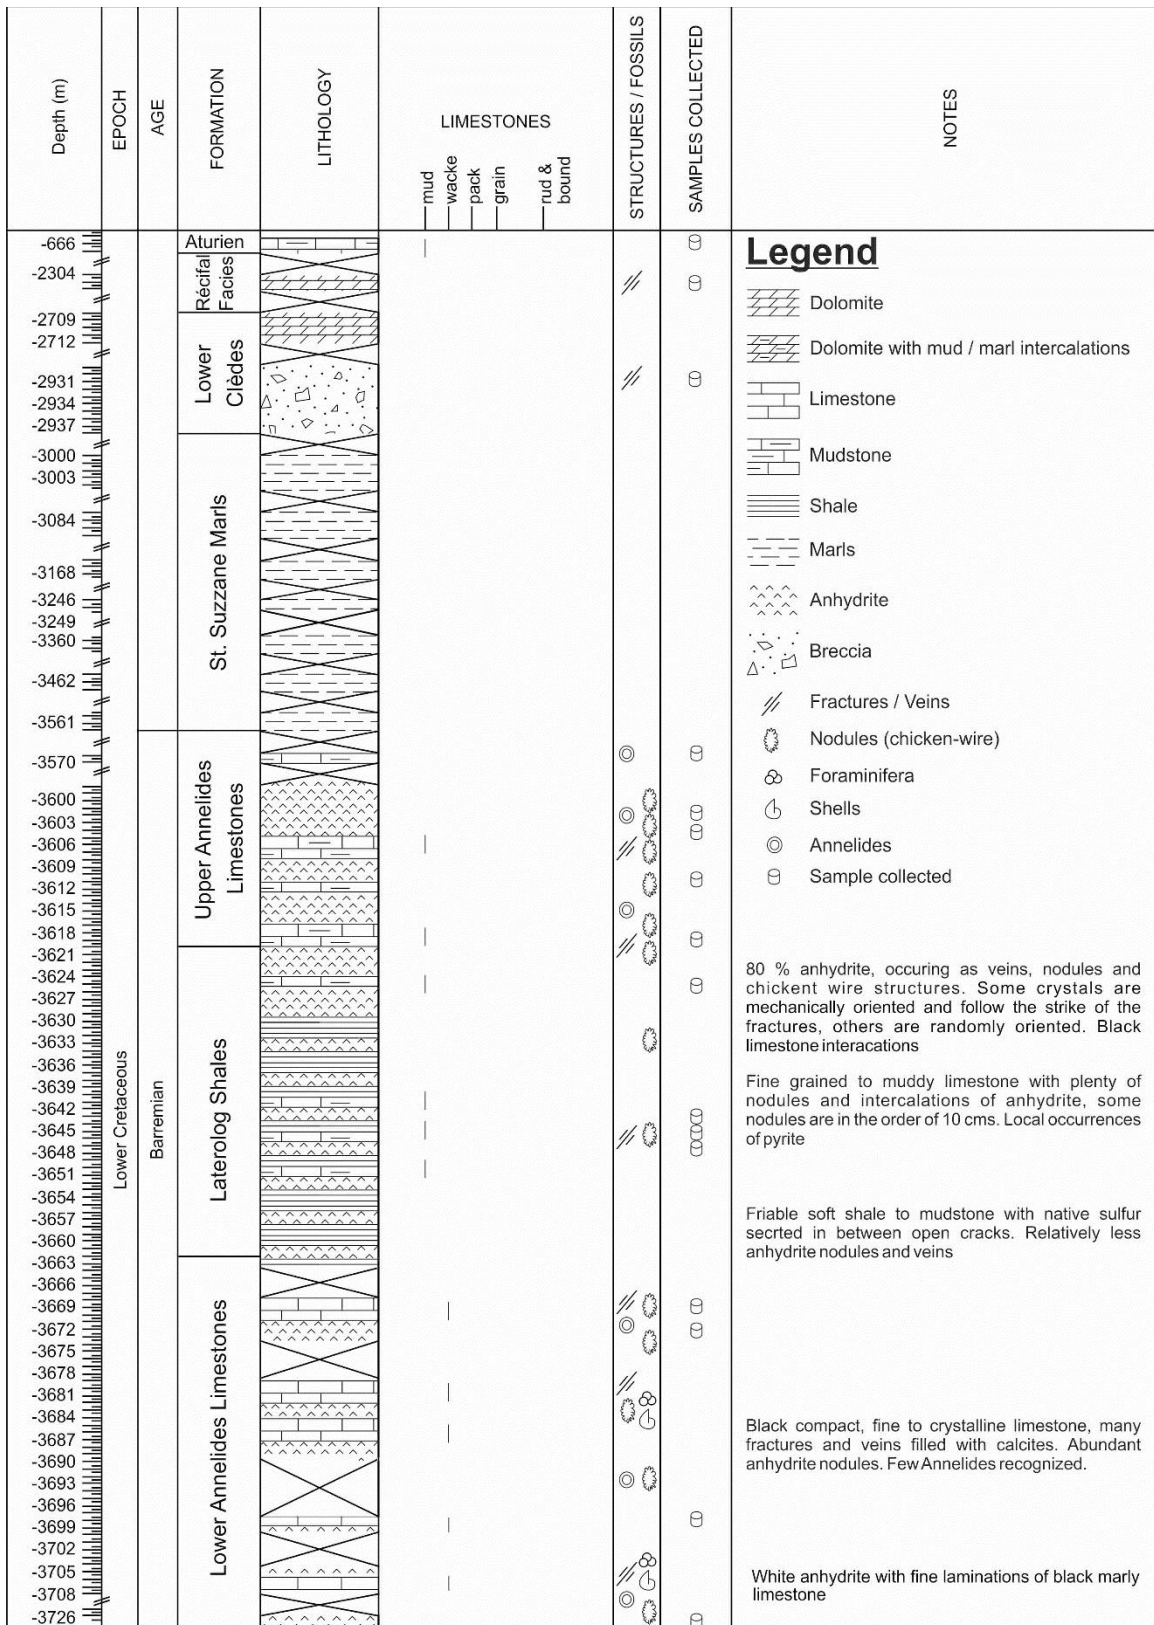 Depth (m)
EPOCH
AGE
FORMATION
LITHOLOGY
LIMESTONES
mud
wacke
pack
grain
rud &
bound
STRUCTURES / FOSSILS
SAMPLES COLLECTED
NOTES
-666
-2304
-2709
-2712
-2931
-2934
-2937
-3000
-3003
-3084
-3168
-3246
-3249
-3360
-3462
-3561
-3570
-3600
-3603
-3606
-3609
-3612
-3615
-3618
-3621
-3624
-3627
-3630
-3633
-3636
-3639
-3642
-3645
-3648
-3651
-3654
-3657
-3660
-3663
-3666
-3669
-3672
-3675
-3678
-3681
-3684
-3687
-3690
-3693
-3696
-3699
-3702
-3705
-3708
-3726
Lower Cretaceous
Barremian
Aturien
Récifal
Facies
Lower
Clèdes
St. Suzzane Marls
Upper Annelides
Limestones
Laterolog Shales
Lower Annelides Limestones
Legend
Dolomite
Dolomite with mud / marl intercalations
Limestone
Mudstone
Shale
Marls
Anhydrite
Breccia
Fractures / Veins
Nodules (chicken-wire)
Foraminifera
Shells
Annelides
Sample collected
80 % anhydrite, occuring as veins, nodules and
chickent wire structures. Some crystals are
mechanically oriented and follow the strike of the
fractures, others are randomly oriented. Black
limestone interacations
Fine grained to muddy limestone with plenty of
nodules and intercalations of anhydrite, some
nodules are in the order of 10 cms. Local occurrences
of pyrite
Friable soft shale to mudstone with native sulfur
secrted in between open cracks. Relatively less
anhydrite nodules and veins
Black compact, fine to crystalline limestone, many
fractures and veins filled with calcites. Abundant
anhydrite nodules. Few Annelides recognized.
White anhydrite with fine laminations of black marly
limestone